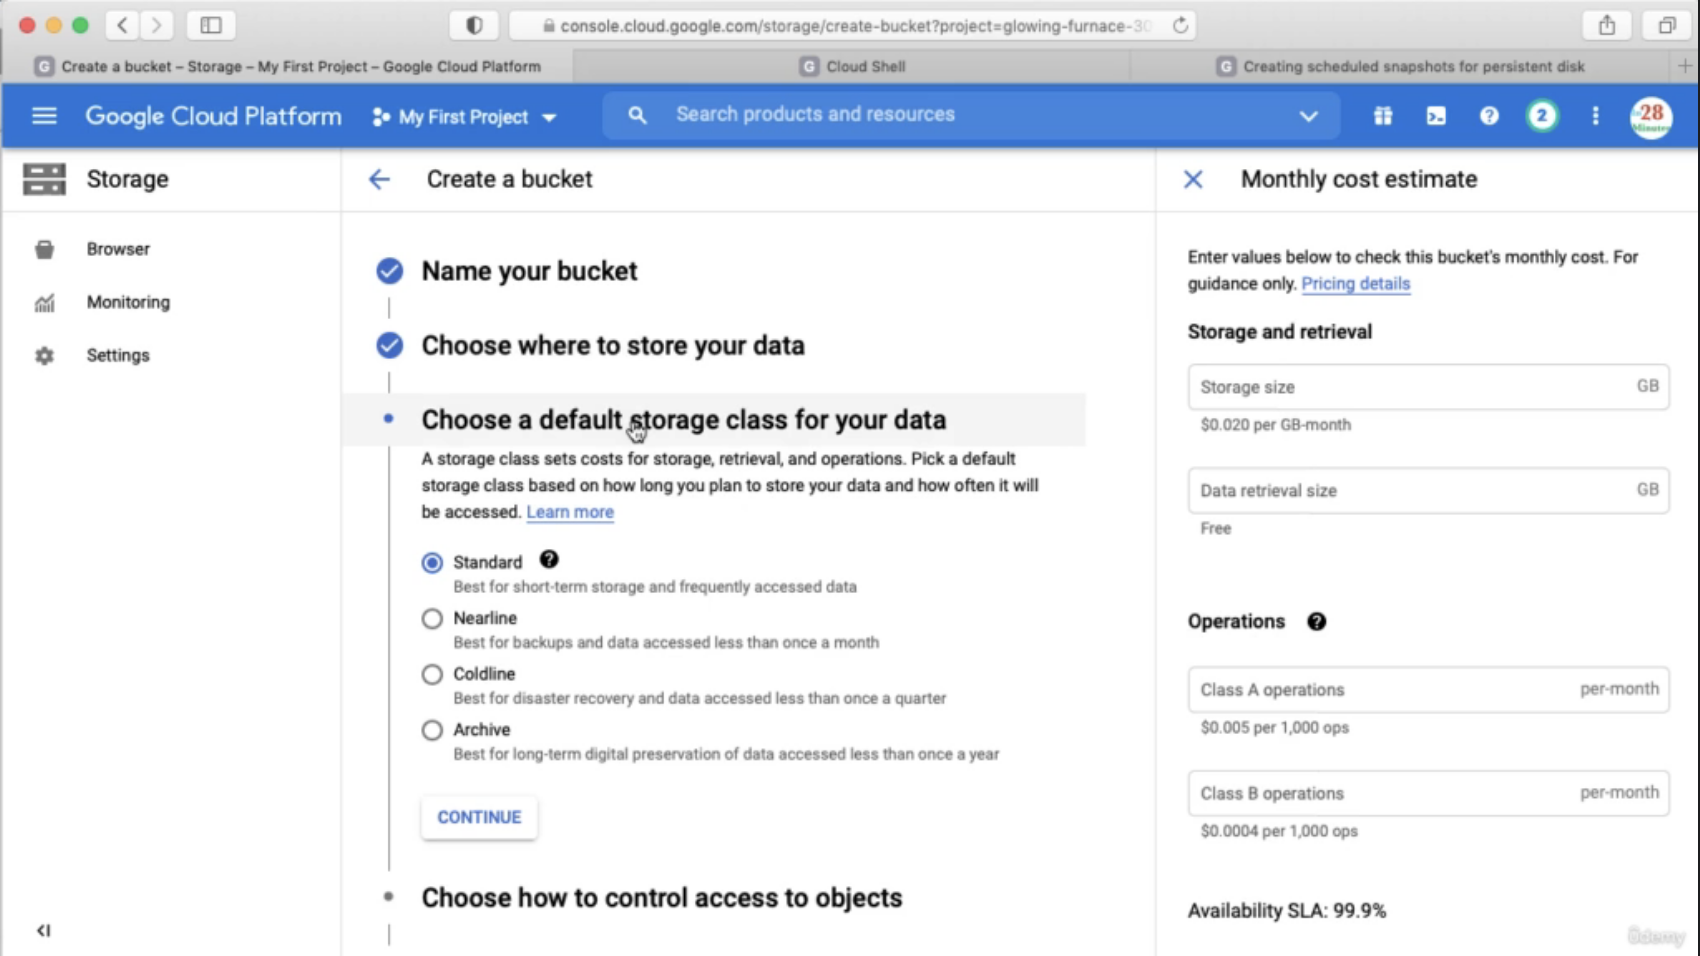 console.cloud.google.com/storage/create-bucket?project=glowing-furnace-30
Create a bucket – Storage – My First Project – Google Cloud Platform
Cloud Shell
Creating scheduled snapshots for persistent disk
Google Cloud Platform
My First Project
Search products and resources
2
28
Minutes
Storage
Browser
Monitoring
Settings
Create a bucket
Name your bucket
Choose where to store your data
Choose a default storage class for your data
A storage class sets costs for storage, retrieval, and operations. Pick a default
storage class based on how long you plan to store your data and how often it will
be accessed. Learn more
Standard
Best for short-term storage and frequently accessed data
Nearline
Best for backups and data accessed less than once a month
Coldline
Best for disaster recovery and data accessed less than once a quarter
Archive
Best for long-term digital preservation of data accessed less than once a year
CONTINUE
Choose how to control access to objects
Monthly cost estimate
Enter values below to check this bucket's monthly cost. For
guidance only. Pricing details
Storage and retrieval
Storage size GB
$0.020 per GB-month
Data retrieval size GB
Free
Operations
Class A operations per-month
$0.005 per 1,000 ops
Class B operations per-month
$0.0004 per 1,000 ops
Availability SLA: 99.9%
ûdemy